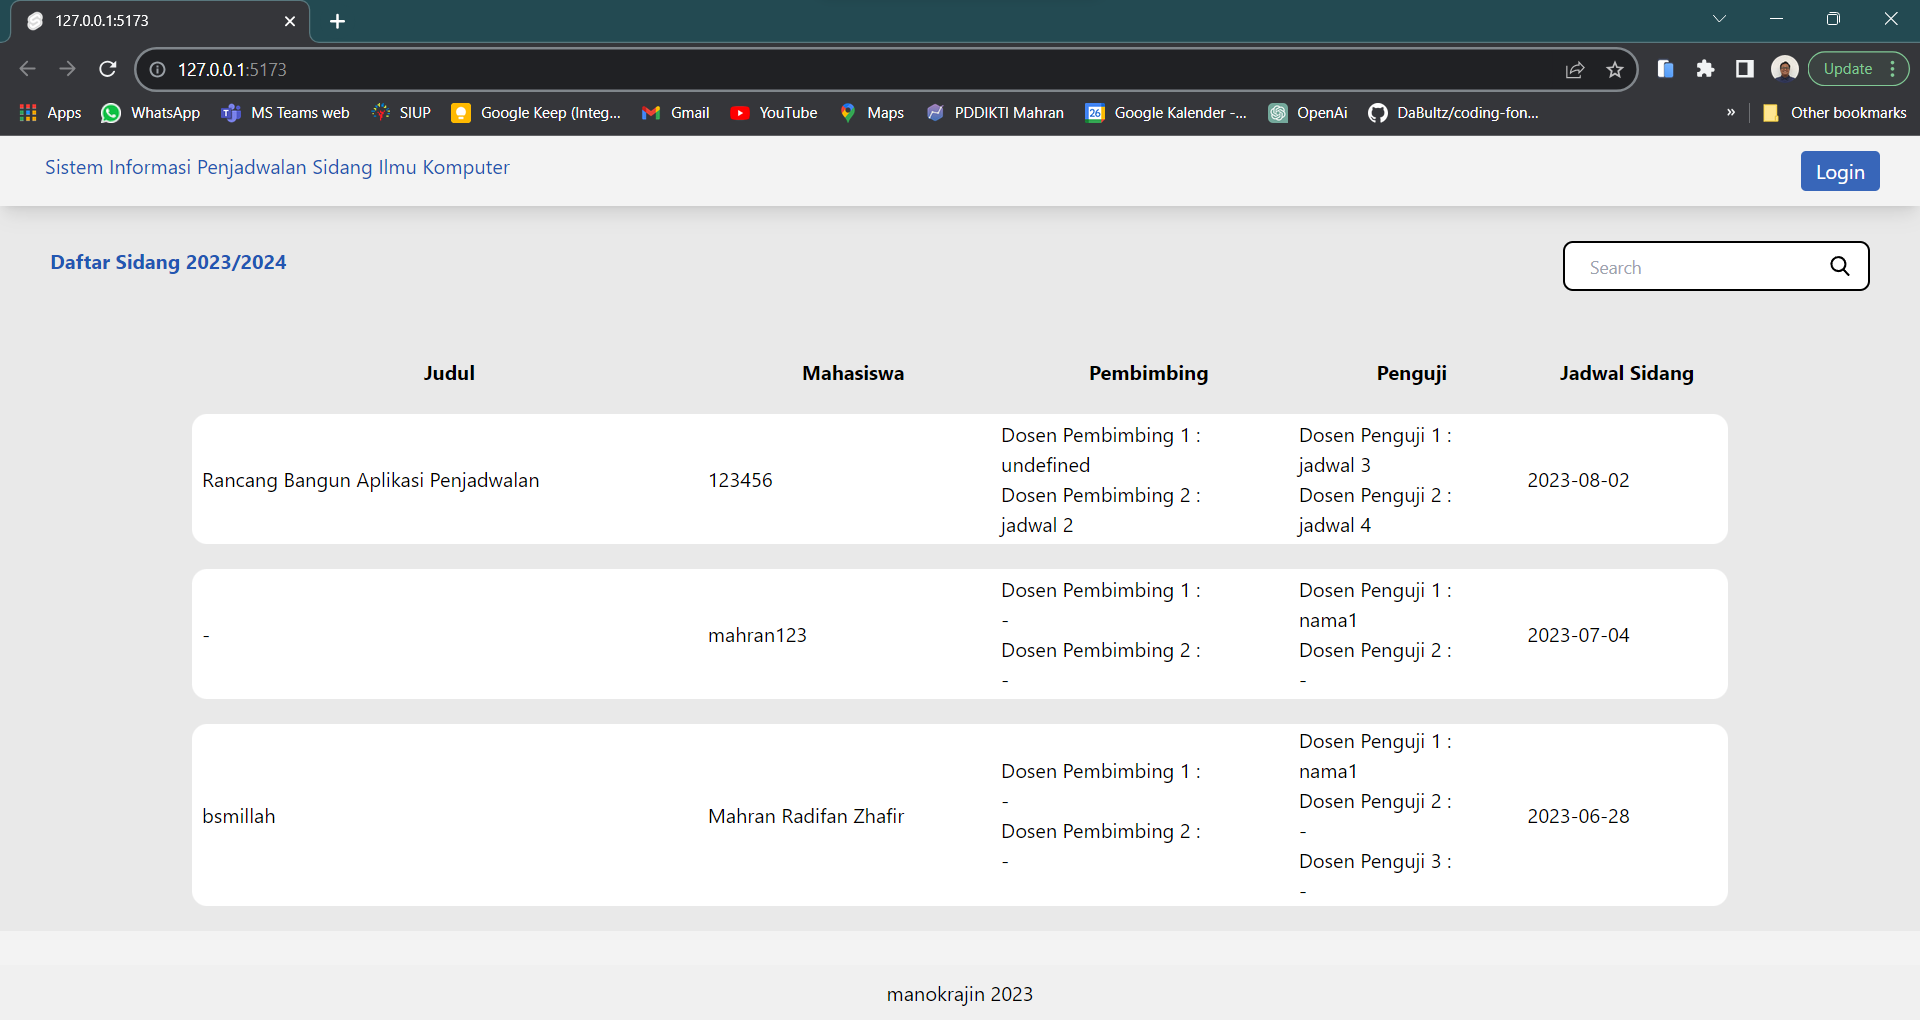 127.0.0.1:5173
127.0.0.1:5173
Update
Apps
WhatsApp
MS Teams web
SIUP
Google Keep (Integ...
Gmail
YouTube
Maps
PDDIKTI Mahran
26
Google Kalender -...
OpenAi
DaBultz/coding-fon...
»
Other bookmarks
Sistem Informasi Penjadwalan Sidang Ilmu Komputer
Login
Daftar Sidang 2023/2024
Search
Judul
Mahasiswa
Pembimbing
Penguji
Jadwal Sidang
Rancang Bangun Aplikasi Penjadwalan
123456
Dosen Pembimbing 1 :
undefined
Dosen Pembimbing 2 :
jadwal 2
Dosen Penguji 1 :
jadwal 3
Dosen Penguji 2 :
jadwal 4
2023-08-02
-
mahran123
Dosen Pembimbing 1 :
-
Dosen Pembimbing 2 :
-
Dosen Penguji 1 :
nama1
Dosen Penguji 2 :
-
2023-07-04
bsmillah
Mahran Radifan Zhafir
Dosen Pembimbing 1 :
-
Dosen Pembimbing 2 :
-
Dosen Penguji 1 :
nama1
Dosen Penguji 2 :
-
Dosen Penguji 3 :
-
2023-06-28
manokrajin 2023